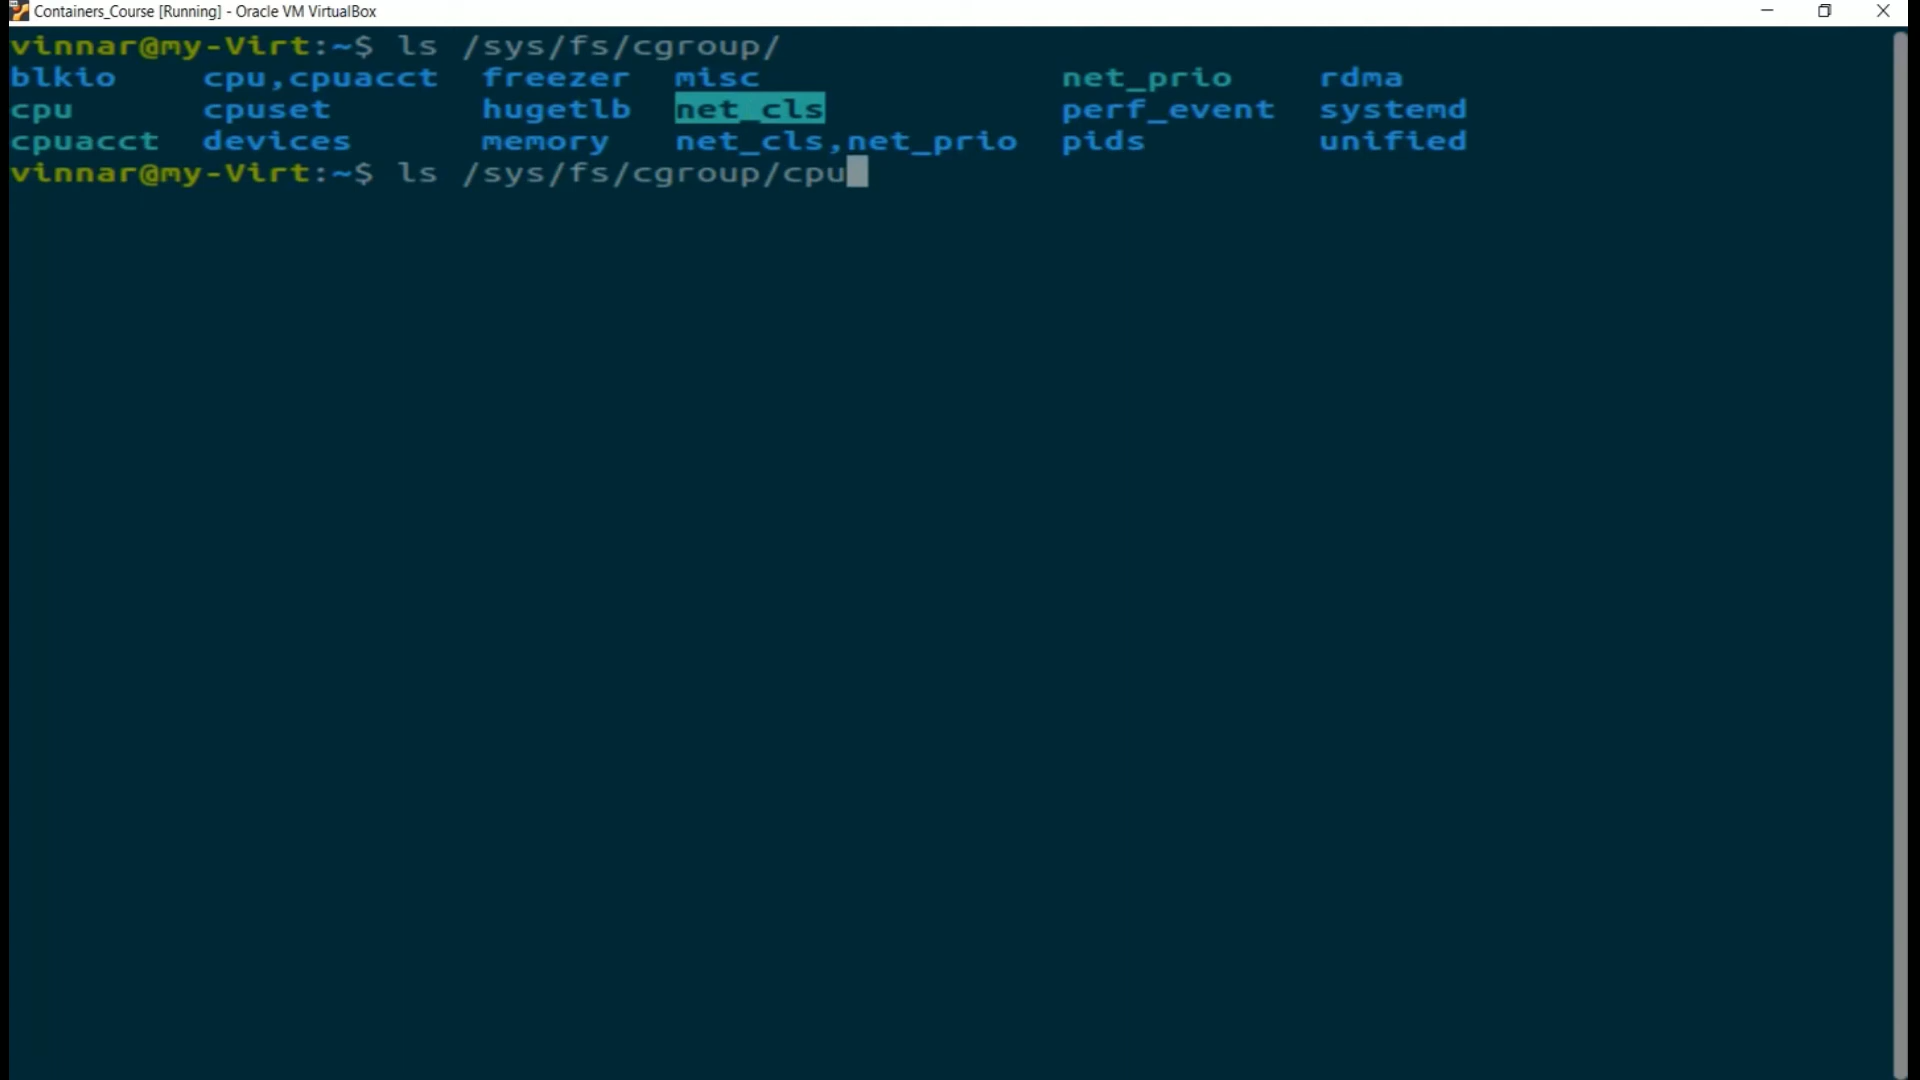 Containers_Course [Running] - Oracle VM VirtualBox
vinnar@my-Virt:~$ ls /sys/fs/cgroup/
blkio cpu,cpuacct freezer misc net_prio rdma
cpu cpuset hugetlb net_cls perf_event systemd
cpuacct devices memory net_cls,net_prio pids unified
vinnar@my-Virt:~$ ls /sys/fs/cgroup/cpu